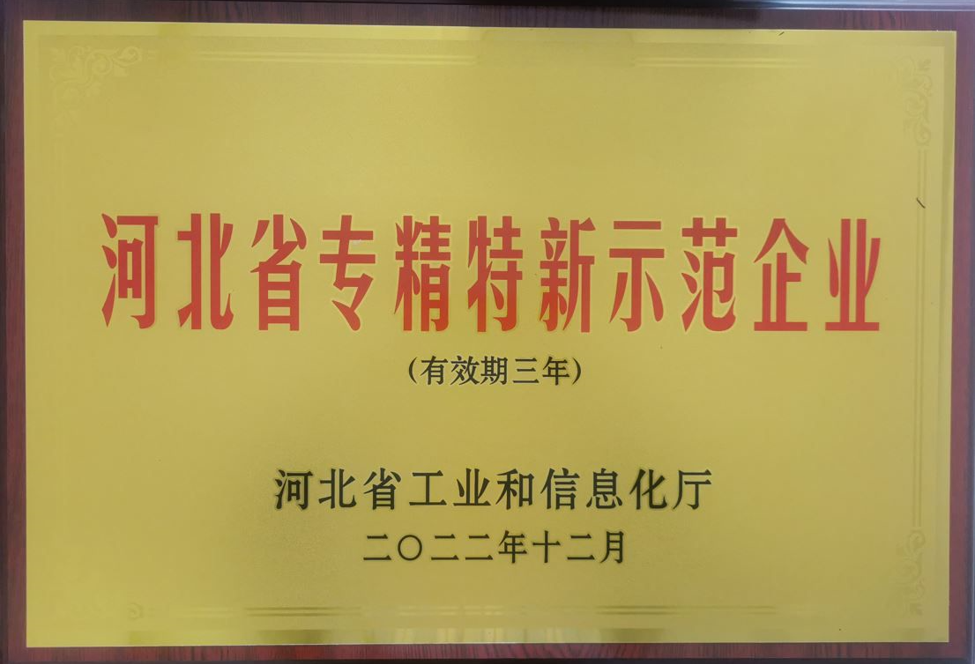 河北省专精特新示范企业
(有效期三年)
河北省工业和信息化厅
二〇二二年十二月